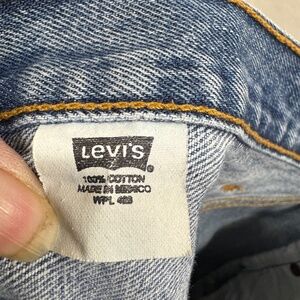 Levi's
®
100% COTTON
MADE IN MEXICO
WPL 423